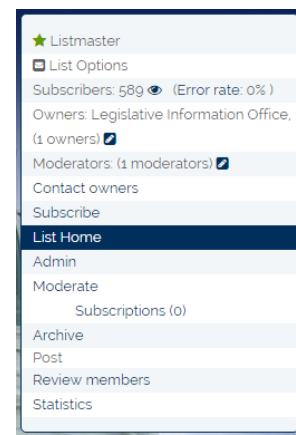 Listmaster
List Options
Subscribers: 589 (Error rate: 0% )
Owners: Legislative Information Office,
(1 owners)
Moderators: (1 moderators)
Contact owners
Subscribe
List Home
Admin
Moderate
Subscriptions (0)
Archive
Post
Review members
Statistics